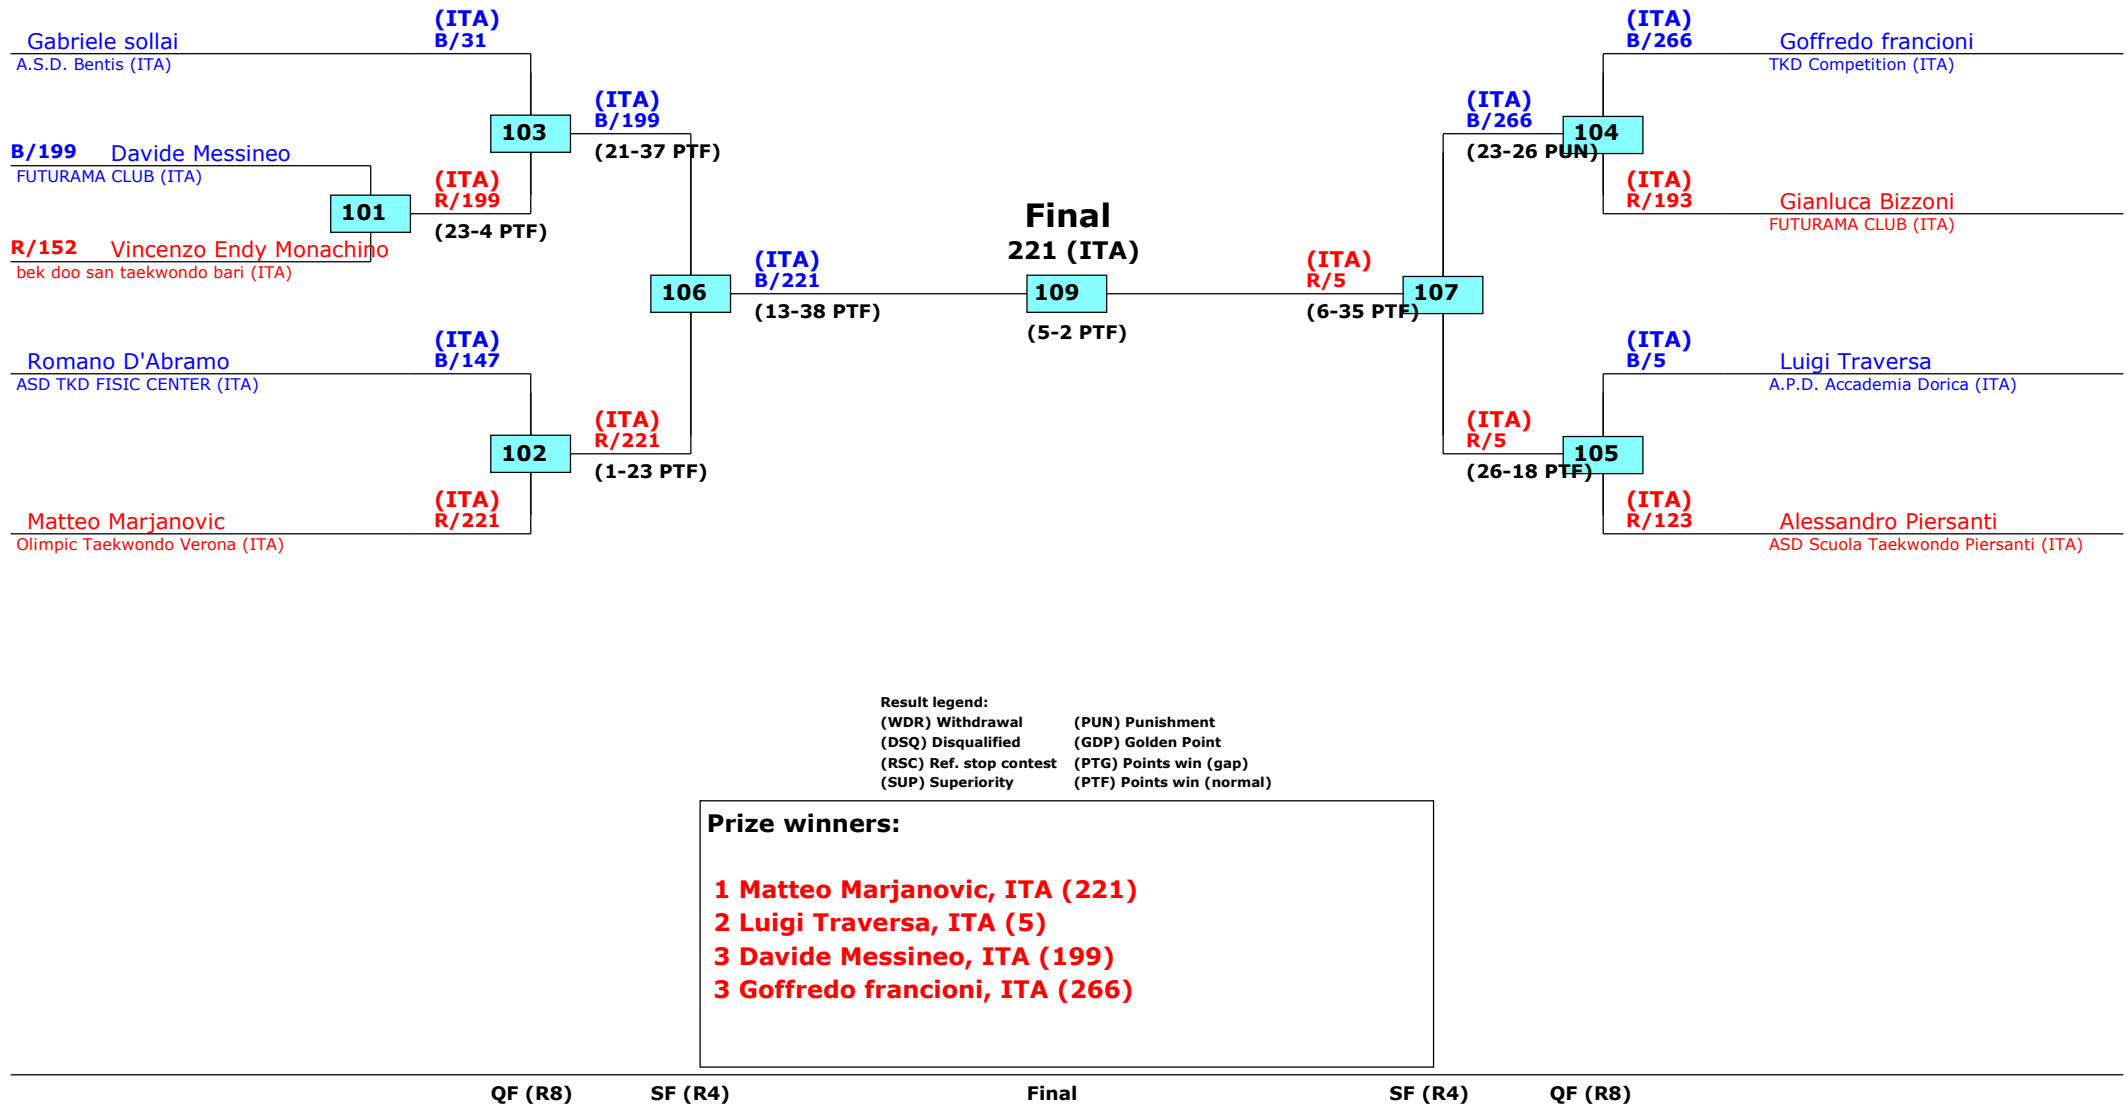 (ITA)
B/31
Gabriele sollai
A.S.D. Bentis (ITA)
B/199 Davide Messineo
FUTURAMA CLUB (ITA)
101
R/152 Vincenzo Endy Monachino
bek doo san taekwondo bari (ITA)
(ITA)
R/199
(23-4 PTF)
103
(ITA)
B/199
(21-37 PTF)
(ITA)
B/147
Romano D'Abramo
ASD TKD FISIC CENTER (ITA)
102
(ITA)
R/221
(1-23 PTF)
(ITA)
R/221
Matteo Marjanovic
Olimpic Taekwondo Verona (ITA)
106
(ITA)
B/221
(13-38 PTF)
Final
221 (ITA)
109
(5-2 PTF)
(ITA)
R/5
(6-35 PTF)
107
(ITA)
B/266
(23-26 PUN)
104
(ITA)
B/266
Goffredo francioni
TKD Competition (ITA)
(ITA)
R/193
Gianluca Bizzoni
FUTURAMA CLUB (ITA)
(ITA)
R/5
(26-18 PTF)
105
(ITA)
B/5
Luigi Traversa
A.P.D. Accademia Dorica (ITA)
(ITA)
R/123
Alessandro Piersanti
ASD Scuola Taekwondo Piersanti (ITA)
Result legend:
(WDR) Withdrawal (PUN) Punishment
(DSQ) Disqualified (GDP) Golden Point
(RSC) Ref. stop contest (PTG) Points win (gap)
(SUP) Superiority (PTF) Points win (normal)
Prize winners:
1 Matteo Marjanovic, ITA (221)
2 Luigi Traversa, ITA (5)
3 Davide Messineo, ITA (199)
3 Goffredo francioni, ITA (266)
QF (R8) SF (R4) Final SF (R4) QF (R8)